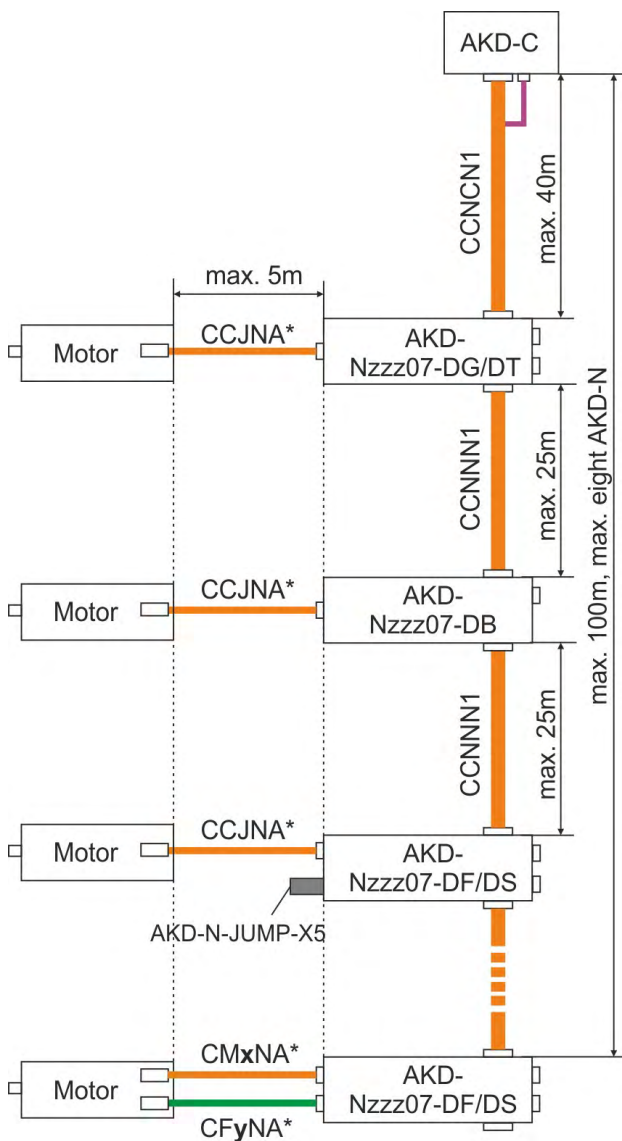 AKD-C
CCNCN1
max. 40m
max. 100m, max. eight AKD-N
max. 5m
Motor
CCJNA*
AKD-
Nzzz07-DG/DT
CCNNN1
max. 25m
Motor
CCJNA*
AKD-
Nzzz07-DB
CCNNN1
max. 25m
Motor
CCJNA*
AKD-
Nzzz07-DF/DS
AKD-N-JUMP-X5
Motor
CMxNA*
CFyNA*
AKD-
Nzzz07-DF/DS